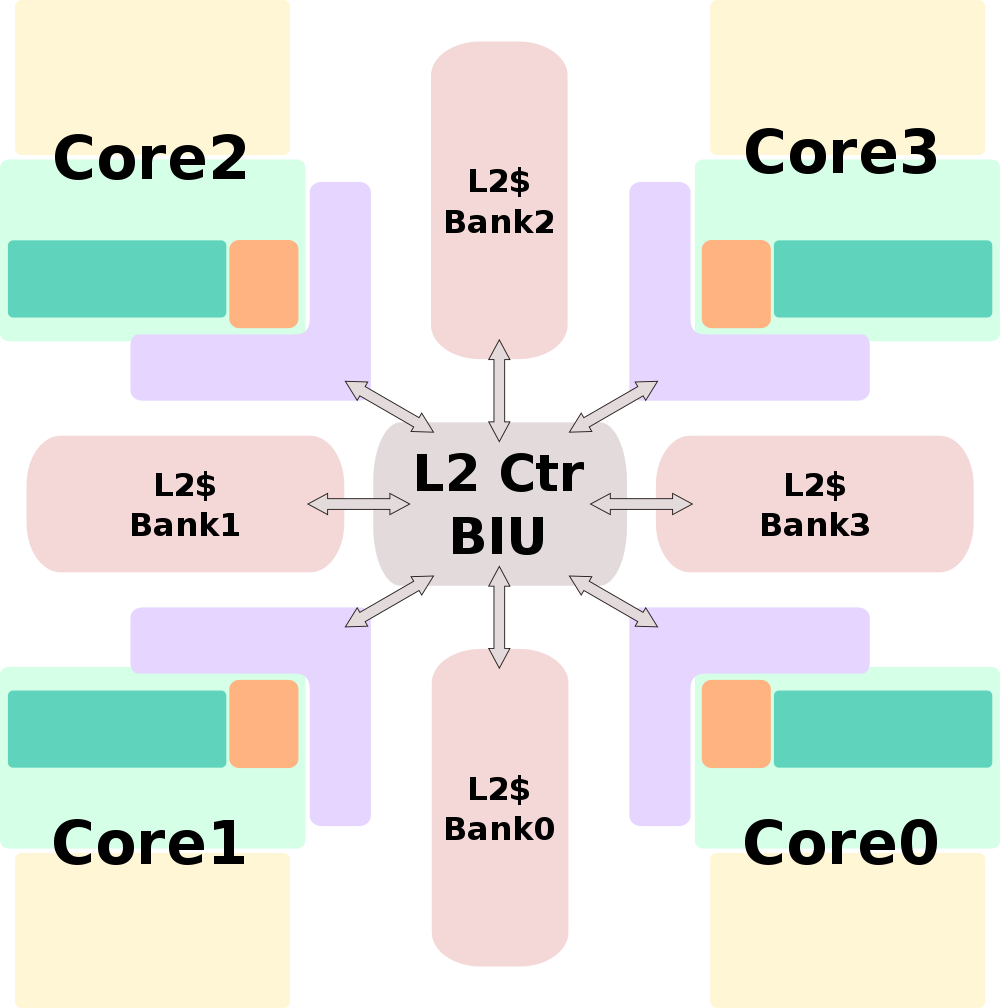 Core2
Core3
L2$
Bank2
L2$
Bank1
L2 Ctr
BIU
L2$
Bank3
L2$
Bank0
Core1
Core0